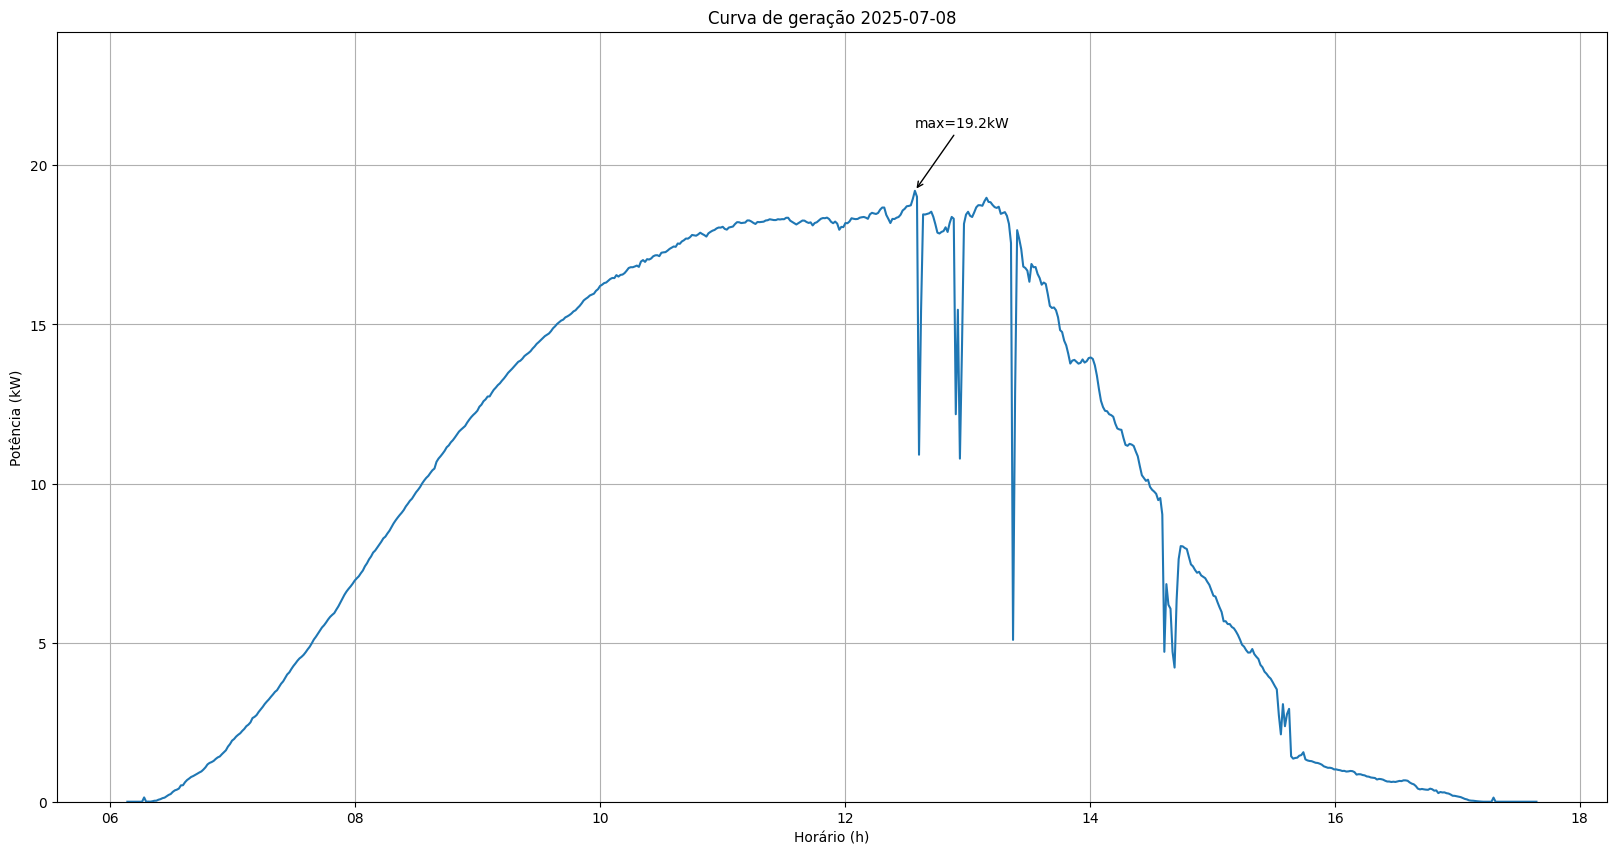 Curva de geração 2025-07-08
max=19.2kW
Potência (kW)
20
15
10
5
0
06 08 10 12 14 16 18
Horário (h)